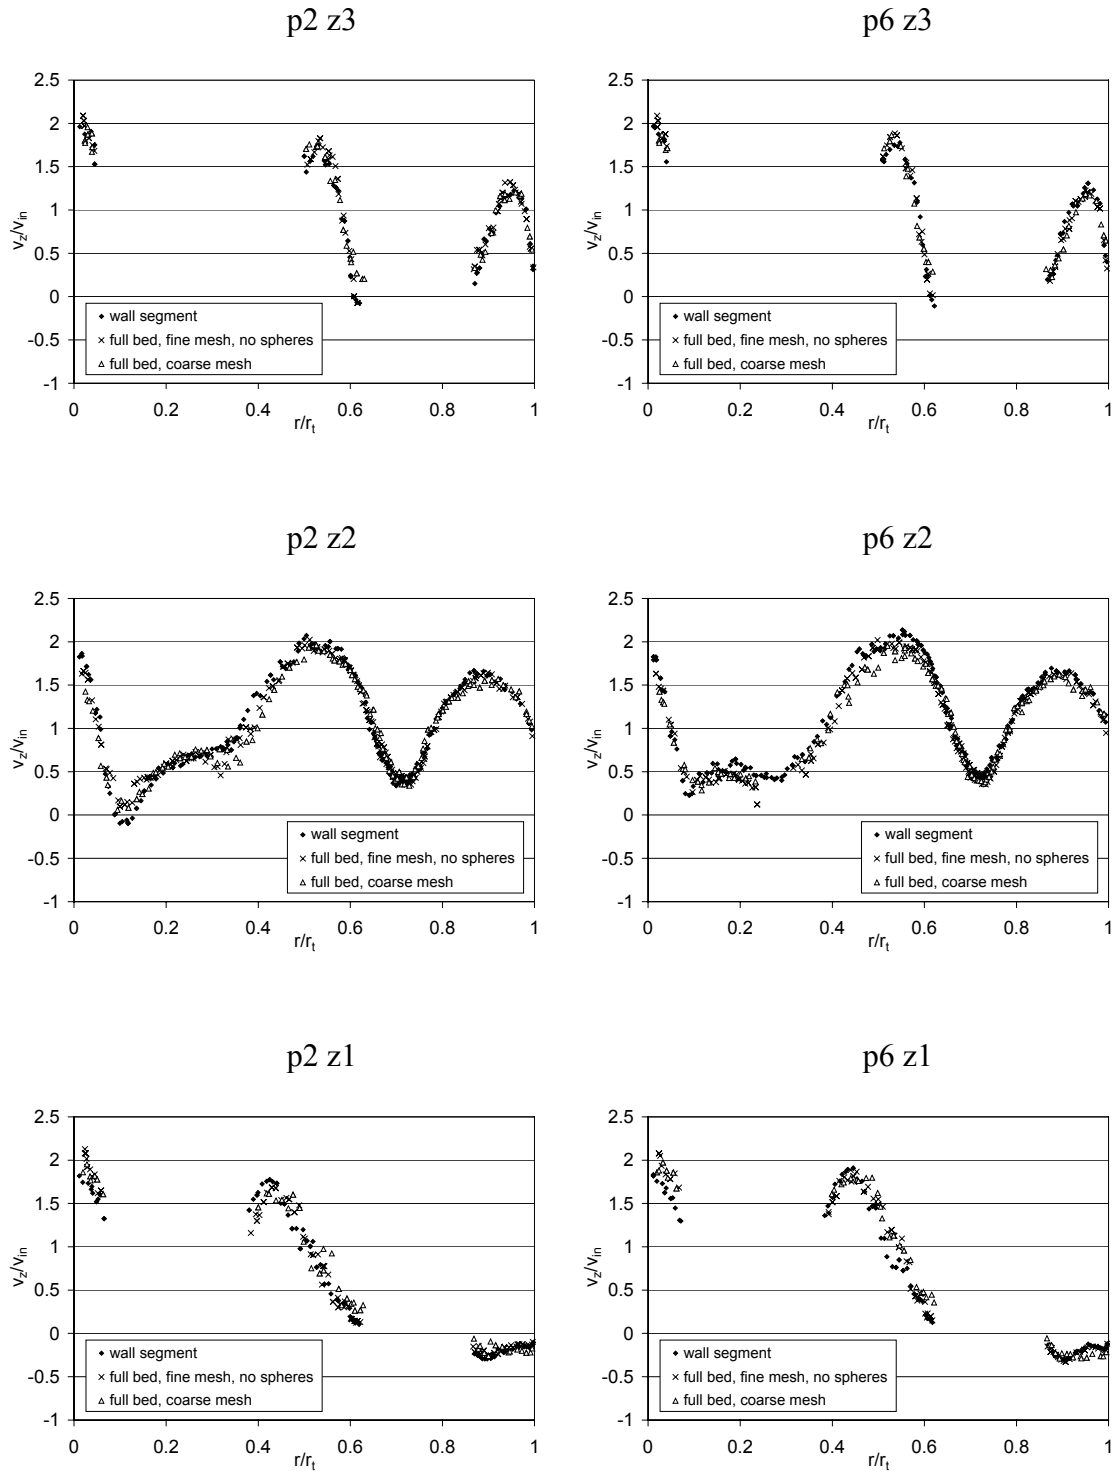 p2 z3
2.5
2
1.5
1
0.5
0
-0.5
-1
v_z/v_in
wall segment
full bed, fine mesh, no spheres
full bed, coarse mesh
0 0.2 0.4 0.6 0.8 1
r/r_t
p6 z3
2.5
2
1.5
1
0.5
0
-0.5
-1
v_z/v_in
wall segment
full bed, fine mesh, no spheres
full bed, coarse mesh
0 0.2 0.4 0.6 0.8 1
r/r_t
p2 z2
2.5
2
1.5
1
0.5
0
-0.5
-1
v_z/v_in
wall segment
full bed, fine mesh, no spheres
full bed, coarse mesh
0 0.2 0.4 0.6 0.8 1
r/r_t
p6 z2
2.5
2
1.5
1
0.5
0
-0.5
-1
v_z/v_in
wall segment
full bed, fine mesh, no spheres
full bed, coarse mesh
0 0.2 0.4 0.6 0.8 1
r/r_t
p2 z1
2.5
2
1.5
1
0.5
0
-0.5
-1
v_z/v_in
wall segment
full bed, fine mesh, no spheres
full bed, coarse mesh
0 0.2 0.4 0.6 0.8 1
r/r_t
p6 z1
2.5
2
1.5
1
0.5
0
-0.5
-1
v_z/v_in
wall segment
full bed, fine mesh, no spheres
full bed, coarse mesh
0 0.2 0.4 0.6 0.8 1
r/r_t